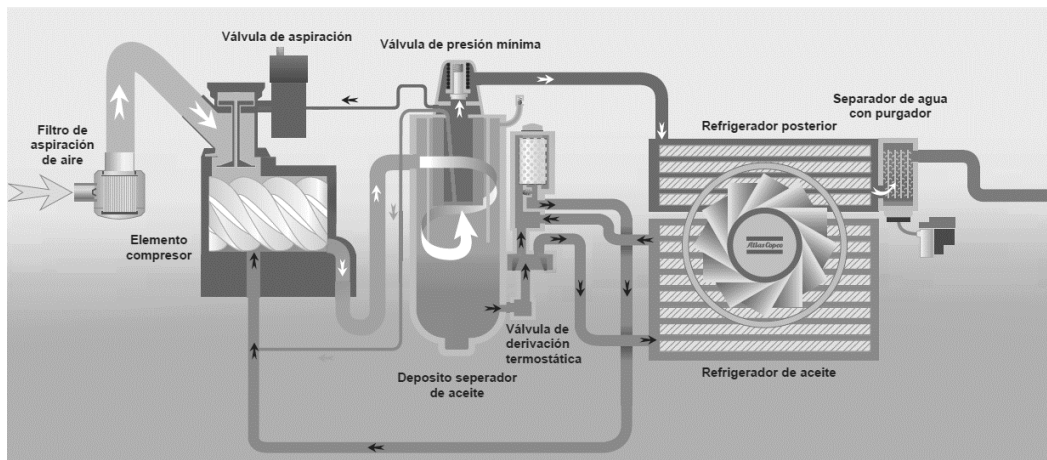 Válvula de aspiración
Válvula de presión mínima
Filtro de
aspiración
de aire
Separador de agua
con purgador
Refrigerador posterior
Elemento
compresor
Atlas Copco
Válvula de
derivación
termostática
Deposito seperador
de aceite
Refrigerador de aceite